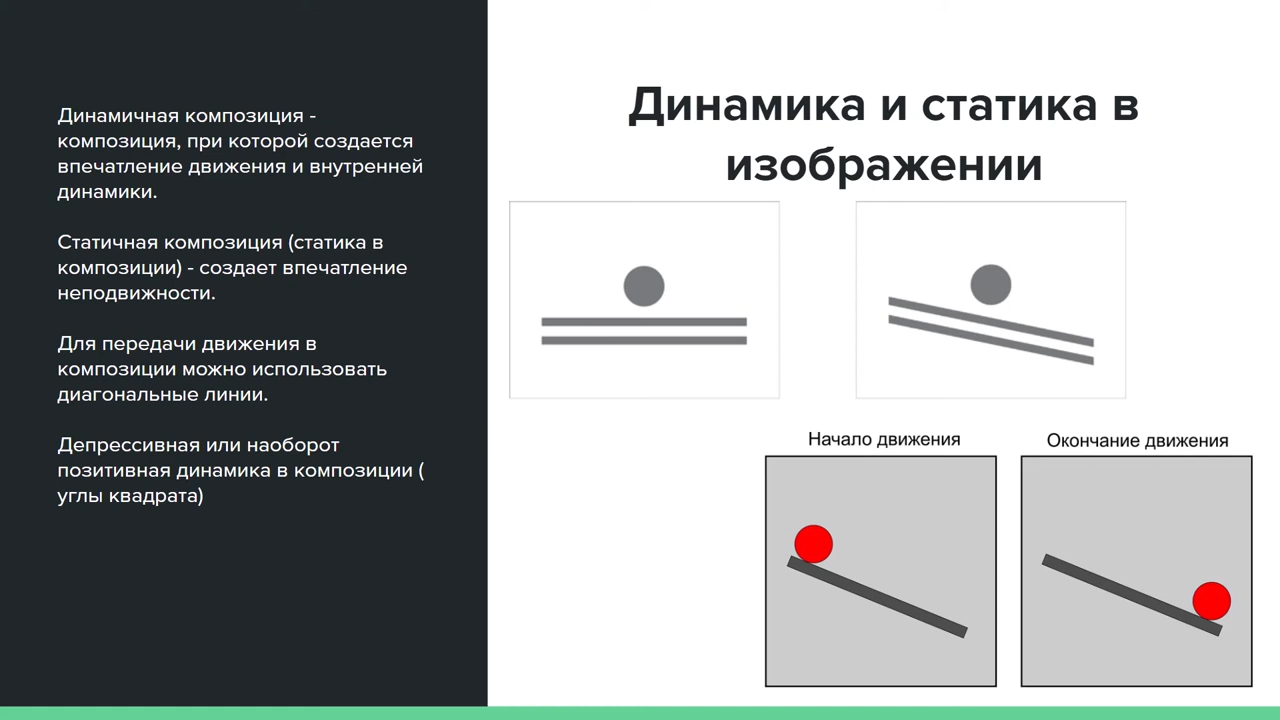 Динамичная композиция -
композиция, при которой создается
впечатление движения и внутренней
динамики.
Статичная композиция (статика в
композиции) - создает впечатление
неподвижности.
Для передачи движения в
композиции можно использовать
диагональные линии.
Депрессивная или наоборот
позитивная динамика в композиции (
углы квадрата)
Динамика и статика в
изображении
Начало движения
Окончание движения